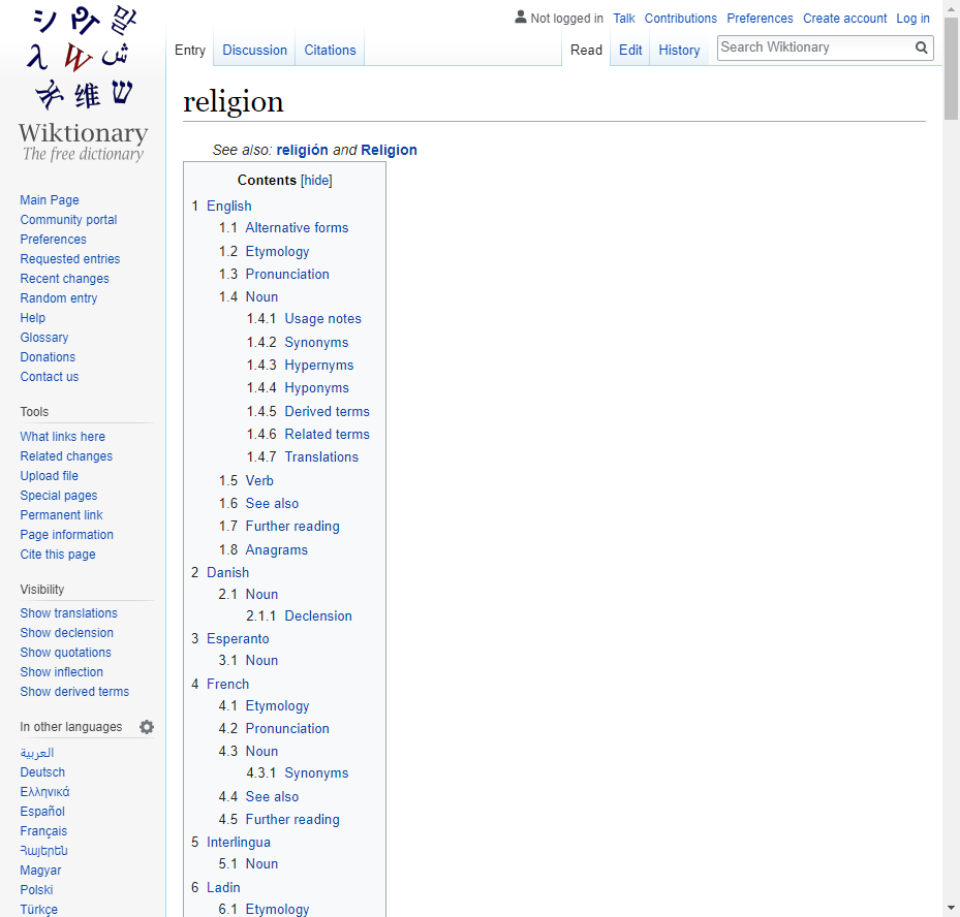 シ
જ
말
λ
W
ش
维
ש
Wiktionary
The free dictionary
Not logged in Talk Contributions Preferences Create account Log in
Entry Discussion Citations Read Edit History Search Wiktionary
religion
See also: religión and Religion
Contents [hide]
1 English
1.1 Alternative forms
1.2 Etymology
1.3 Pronunciation
1.4 Noun
1.4.1 Usage notes
1.4.2 Synonyms
1.4.3 Hypernyms
1.4.4 Hyponyms
1.4.5 Derived terms
1.4.6 Related terms
1.4.7 Translations
1.5 Verb
1.6 See also
1.7 Further reading
1.8 Anagrams
2 Danish
2.1 Noun
2.1.1 Declension
3 Esperanto
3.1 Noun
4 French
4.1 Etymology
4.2 Pronunciation
4.3 Noun
4.3.1 Synonyms
4.4 See also
4.5 Further reading
5 Interlingua
5.1 Noun
6 Ladin
6.1 Etymology
Main Page
Community portal
Preferences
Requested entries
Recent changes
Random entry
Help
Glossary
Donations
Contact us
Tools
What links here
Related changes
Upload file
Special pages
Permanent link
Page information
Cite this page
Visibility
Show translations
Show declension
Show quotations
Show inflection
Show derived terms
In other languages
العربية
Deutsch
Ελληνικά
Español
Français
Հայերեն
Magyar
Polski
Türkçe